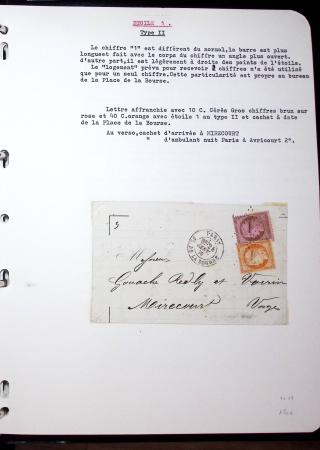 ETOILE 1.
Type II
Le chiffre "1" est différent du normal,la barre est plus
longueet fait avec le corps du chiffre un angle plus ouvert.
d'autre part,il est légèrement à droite des points de l'étoile.
Le "logement" prévu pour recevoir 2 chiffres n'a été utilisé
que pour un seul chiffre.Cette particularité est propre au bureau
de la Place de la Bourse.
Lettre affranchie avec 10 C. Cérès Gros chiffres brun sur
rose et 40 C.orange avec étoile 1 au type II et cachet à date
de la Place de la Bourse.
Au verso,cachet d'arrivée à MIRECOURT
" d'ambulant nuit Paris à Avricourt 2°.
PARIS
PL. DE LA BOURSE
Messieurs
et Voirin
Mirecourt
Vosges